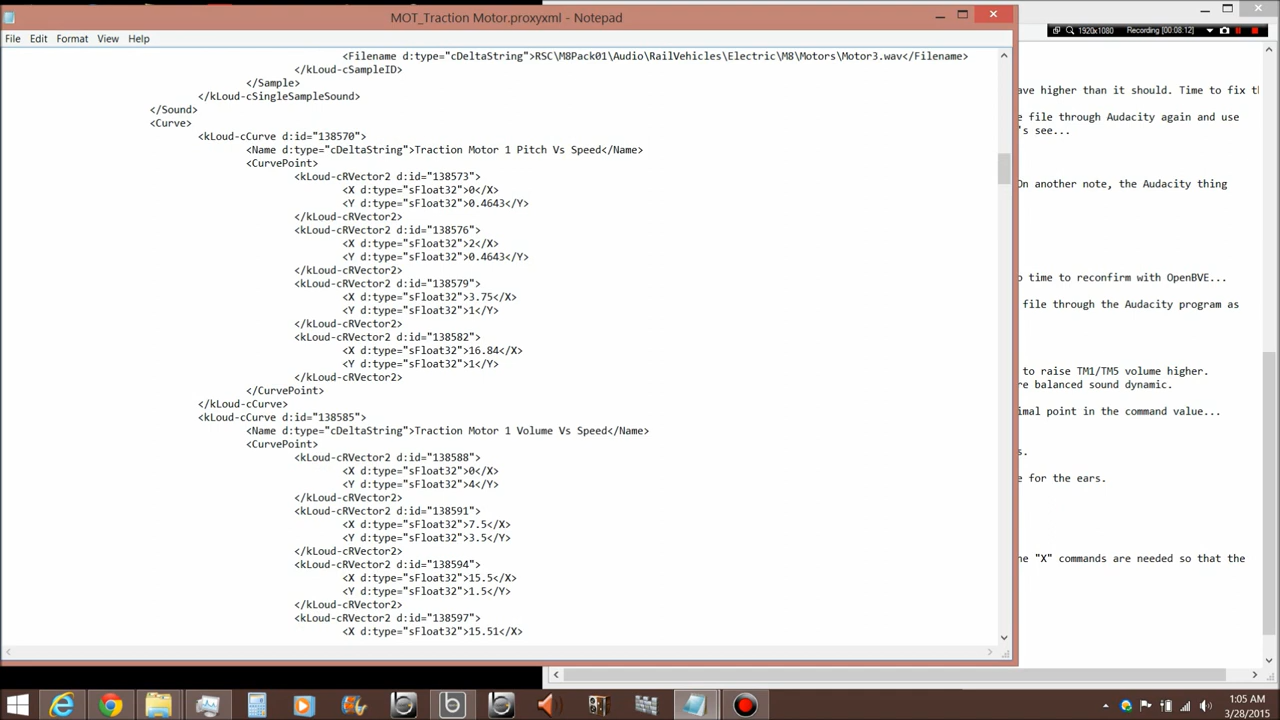 MOT_Traction Motor.proxyxml - Notepad
File Edit Format View Help
1920x1080 Recording [00:08:12]
<Filename d:type="cDeltaString">RSC\M8Pack01\Audio\RailVehicles\Electric\M8\Motors\Motor3.wav</Filename>
</kLoud-cSampleID>
</Sample>
</kLoud-cSingleSampleSound>
</Sound>
<Curve>
<kLoud-cCurve d:id="138570">
<Name d:type="cDeltaString">Traction Motor 1 Pitch Vs Speed</Name>
<CurvePoint>
<kLoud-cRVector2 d:id="138573">
<X d:type="sFloat32">0</X>
<Y d:type="sFloat32">0.4643</Y>
</kLoud-cRVector2>
<kLoud-cRVector2 d:id="138576">
<X d:type="sFloat32">2</X>
<Y d:type="sFloat32">0.4643</Y>
</kLoud-cRVector2>
<kLoud-cRVector2 d:id="138579">
<X d:type="sFloat32">3.75</X>
<Y d:type="sFloat32">1</Y>
</kLoud-cRVector2>
<kLoud-cRVector2 d:id="138582">
<X d:type="sFloat32">16.84</X>
<Y d:type="sFloat32">1</Y>
</kLoud-cRVector2>
</CurvePoint>
</kLoud-cCurve>
<kLoud-cCurve d:id="138585">
<Name d:type="cDeltaString">Traction Motor 1 Volume Vs Speed</Name>
<CurvePoint>
<kLoud-cRVector2 d:id="138588">
<X d:type="sFloat32">0</X>
<Y d:type="sFloat32">4</Y>
</kLoud-cRVector2>
<kLoud-cRVector2 d:id="138591">
<X d:type="sFloat32">7.5</X>
<Y d:type="sFloat32">3.5</Y>
</kLoud-cRVector2>
<kLoud-cRVector2 d:id="138594">
<X d:type="sFloat32">15.5</X>
<Y d:type="sFloat32">1.5</Y>
</kLoud-cRVector2>
<kLoud-cRVector2 d:id="138597">
<X d:type="sFloat32">15.51</X>
ave higher than it should. Time to fix th
e file through Audacity again and use
's see...
On another note, the Audacity thing
o time to reconfirm with OpenBVE...
file through the Audacity program as
to raise TM1/TM5 volume higher.
re balanced sound dynamic.
imal point in the command value...
s.
e for the ears.
he "X" commands are needed so that the
1:05 AM
3/28/2015